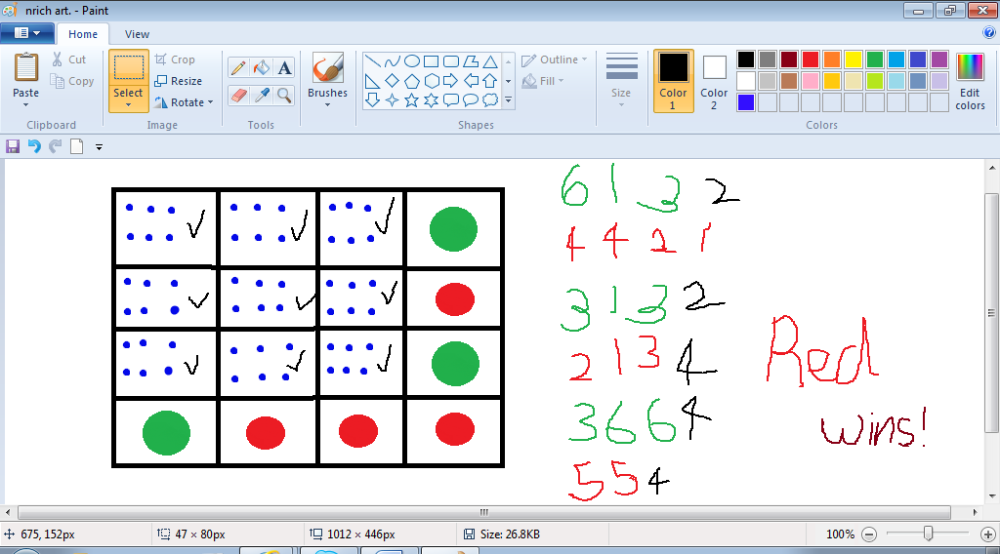 nrich art. - Paint
Home View
Paste
Cut
Copy
Clipboard
Select
Crop
Resize
Rotate
Image
A
Tools
Brushes
Shapes
Outline
Fill
Size
Color 1
Color 2
Edit colors
Colors
6 1 3 2
4 4 2 1
3 1 3 2
2 1 3 4
3 6 6 4
5 5 4
Red
wins!
675, 152px
47 × 80px
1012 × 446px
Size: 26.8KB
100%